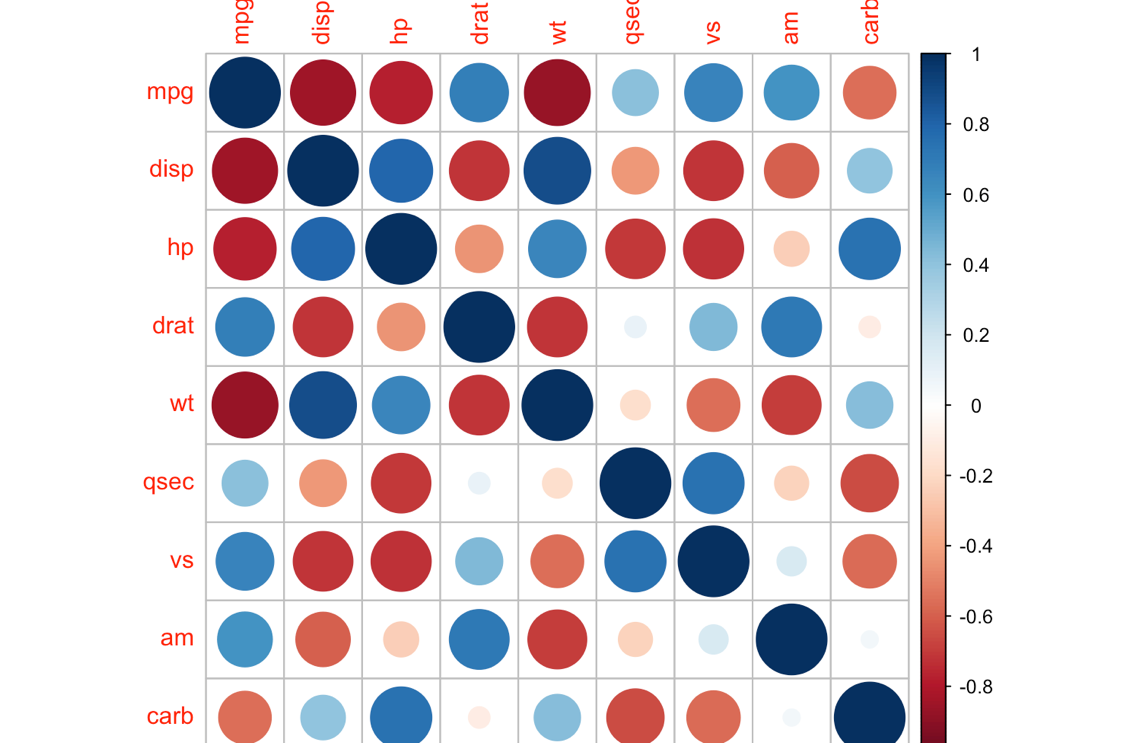 mpg disp hp drat wt qsec vs am carb
mpg
disp
hp
drat
wt
qsec
vs
am
carb
1
0.8
0.6
0.4
0.2
0
-0.2
-0.4
-0.6
-0.8